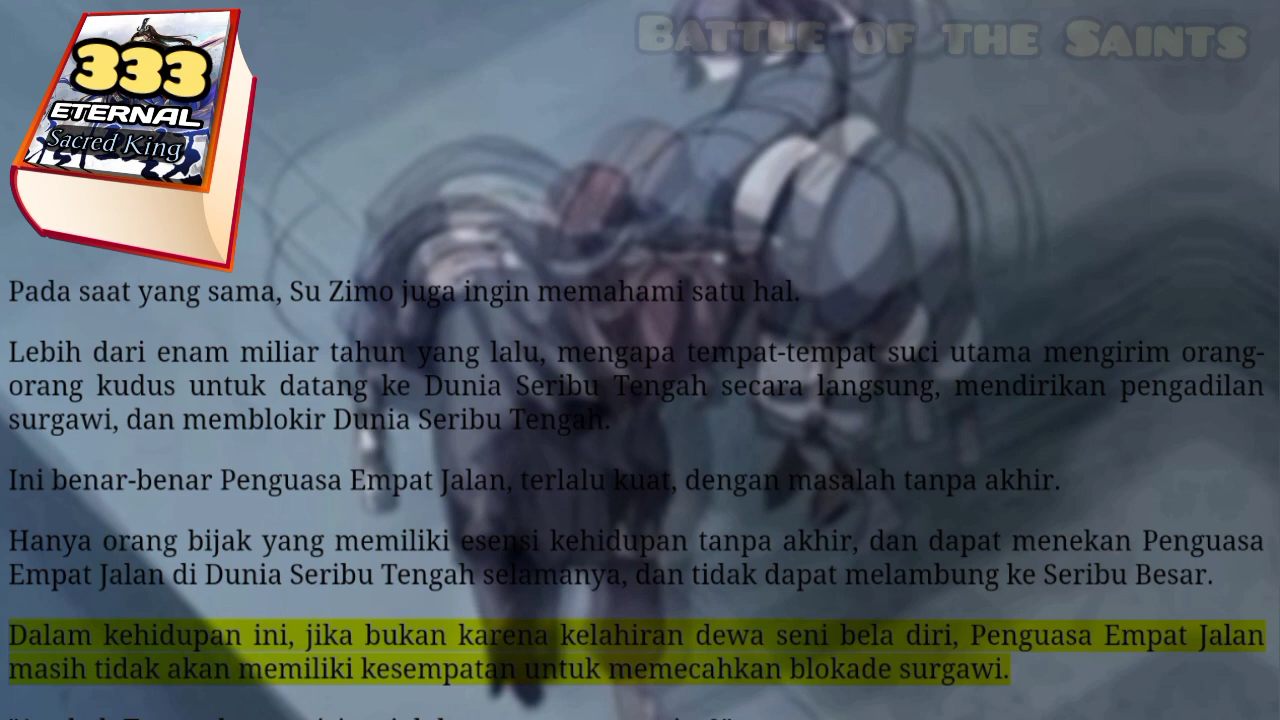 Battle of the Saints
333
ETERNAL
Sacred King
Pada saat yang sama, Su Zimo juga ingin memahami satu hal.
Lebih dari enam miliar tahun yang lalu, mengapa tempat-tempat suci utama mengirim orang-
orang kudus untuk datang ke Dunia Seribu Tengah secara langsung, mendirikan pengadilan
surgawi, dan memblokir Dunia Seribu Tengah.
Ini benar-benar Penguasa Empat Jalan, terlalu kuat, dengan masalah tanpa akhir.
Hanya orang bijak yang memiliki esensi kehidupan tanpa akhir, dan dapat menekan Penguasa
Empat Jalan di Dunia Seribu Tengah selamanya, dan tidak dapat melambung ke Seribu Besar.
Dalam kehidupan ini, jika bukan karena kelahiran dewa seni bela diri, Penguasa Empat Jalan
masih tidak akan memiliki kesempatan untuk memecahkan blokade surgawi.